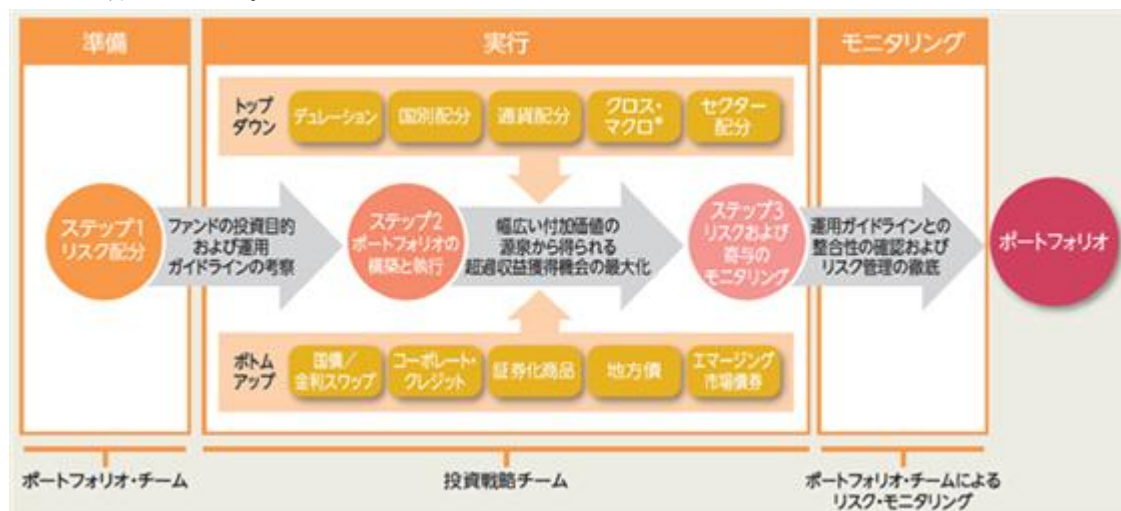 準備
実行
モニタリング
トップ
ダウン
デュレーション
国別配分
通貨配分
クロス・
マクロ*
セクター
配分
ステップ1
リスク配分
ファンドの投資目的
および運用
ガイドラインの考察
ステップ2
ポートフォリオの
構築と執行
幅広い付加価値の
源泉から得られる
超過収益獲得機会の最大化
ステップ3
リスクおよび
寄与の
モニタリング
運用ガイドラインとの
整合性の確認および
リスク管理の徹底
ポートフォリオ
ボトム
アップ
国債/
金利スワップ
コーポレート・
クレジット
証券化商品
地方債
エマージング
市場債券
ポートフォリオ・チーム
投資戦略チーム
ポートフォリオ・チームによる
リスク・モニタリング